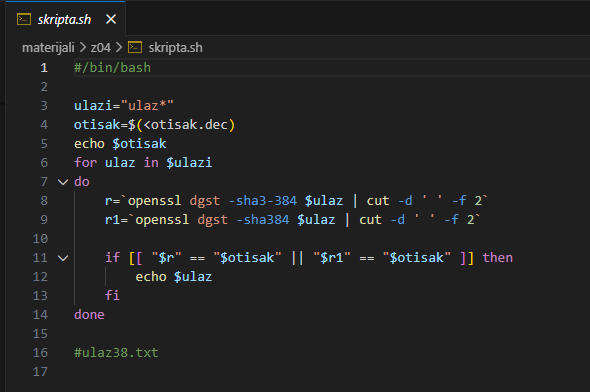 skripta.sh
materijali > z04 > skripta.sh
1 #/bin/bash
2
3 ulazi="ulaz*"
4 otisak=$(<otisak.dec)
5 echo $otisak
6 for ulaz in $ulazi
7 do
8     r=`openssl dgst -sha3-384 $ulaz | cut -d ' ' -f 2`
9     r1=`openssl dgst -sha384 $ulaz | cut -d ' ' -f 2`
10
11     if [[ "$r" == "$otisak" || "$r1" == "$otisak" ]] then
12         echo $ulaz
13     fi
14 done
15
16 #ulaz38.txt
17